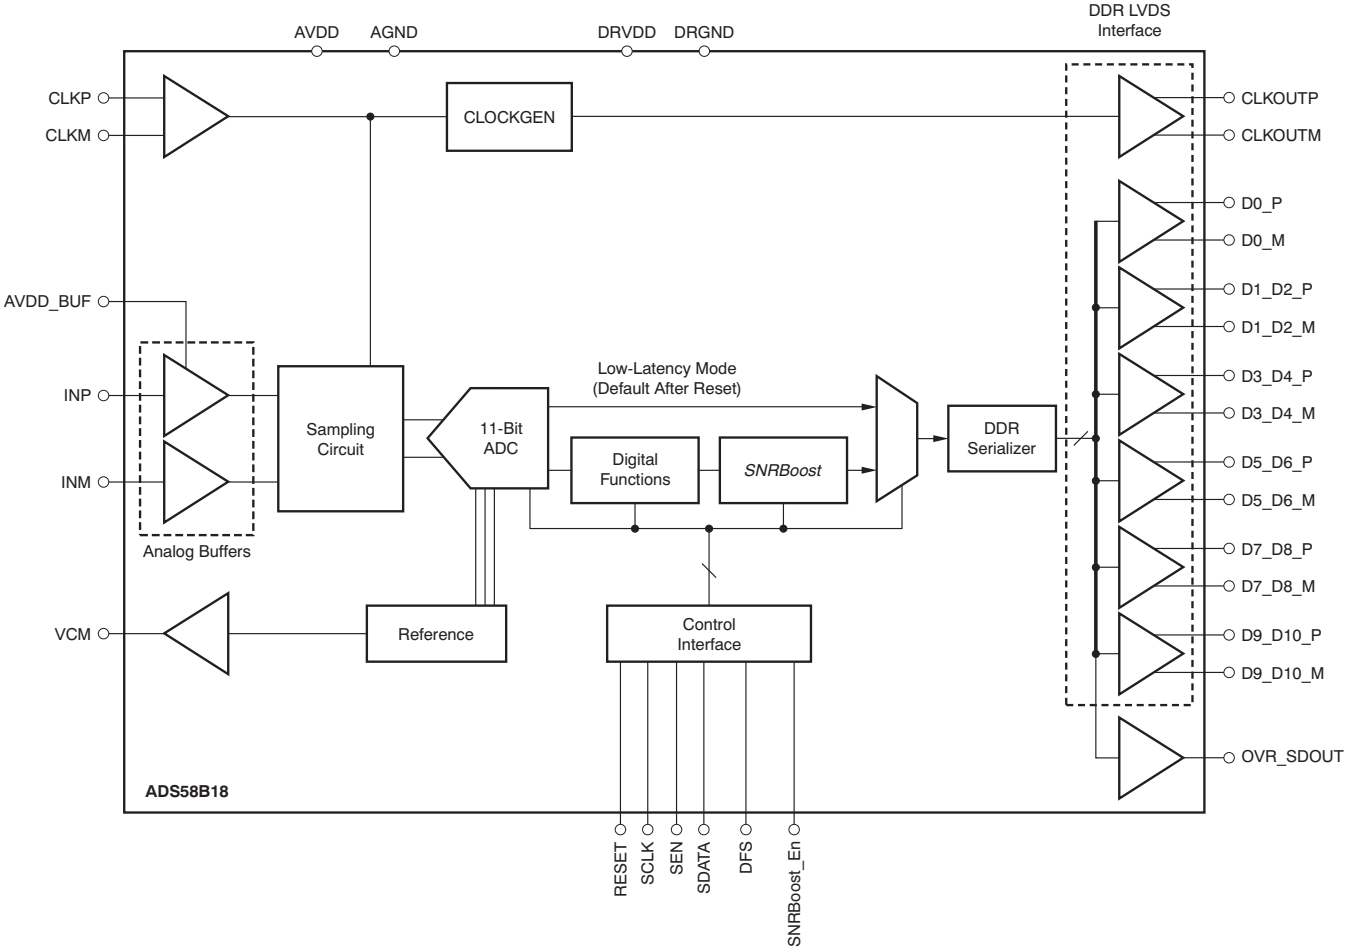 DDR LVDS
Interface
AVDD
AGND
DRVDD
DRGND
CLKP
CLKM
CLOCKGEN
CLKOUTP
CLKOUTM
D0_P
D0_M
AVDD_BUF
D1_D2_P
D1_D2_M
Low-Latency Mode
(Default After Reset)
D3_D4_P
D3_D4_M
INP
INM
Sampling
Circuit
11-Bit
ADC
Digital
Functions
SNRBoost
DDR
Serializer
D5_D6_P
D5_D6_M
Analog Buffers
D7_D8_P
D7_D8_M
VCM
Reference
Control
Interface
D9_D10_P
D9_D10_M
OVR_SDOUT
ADS58B18
RESET
SCLK
SEN
SDATA
DFS
SNRBoost_En